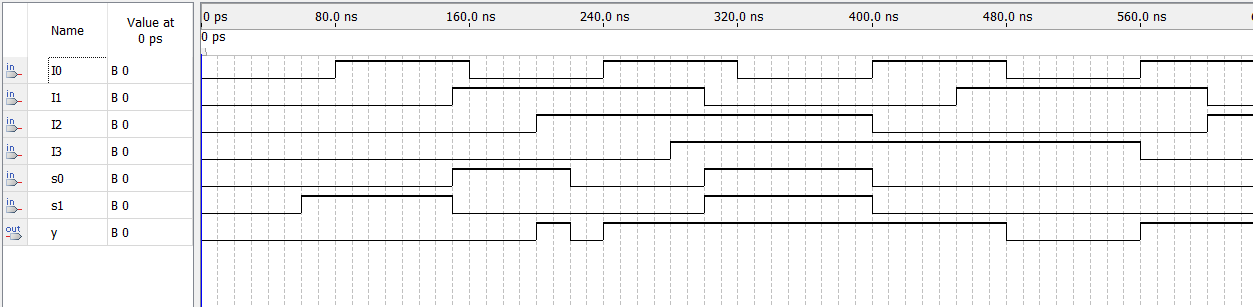 Name
Value at
0 ps
0 ps 80.0 ns 160.0 ns 240.0 ns 320.0 ns 400.0 ns 480.0 ns 560.0 ns
0 ps
in I0 B 0
in I1 B 0
in I2 B 0
in I3 B 0
in s0 B 0
in s1 B 0
out y B 0